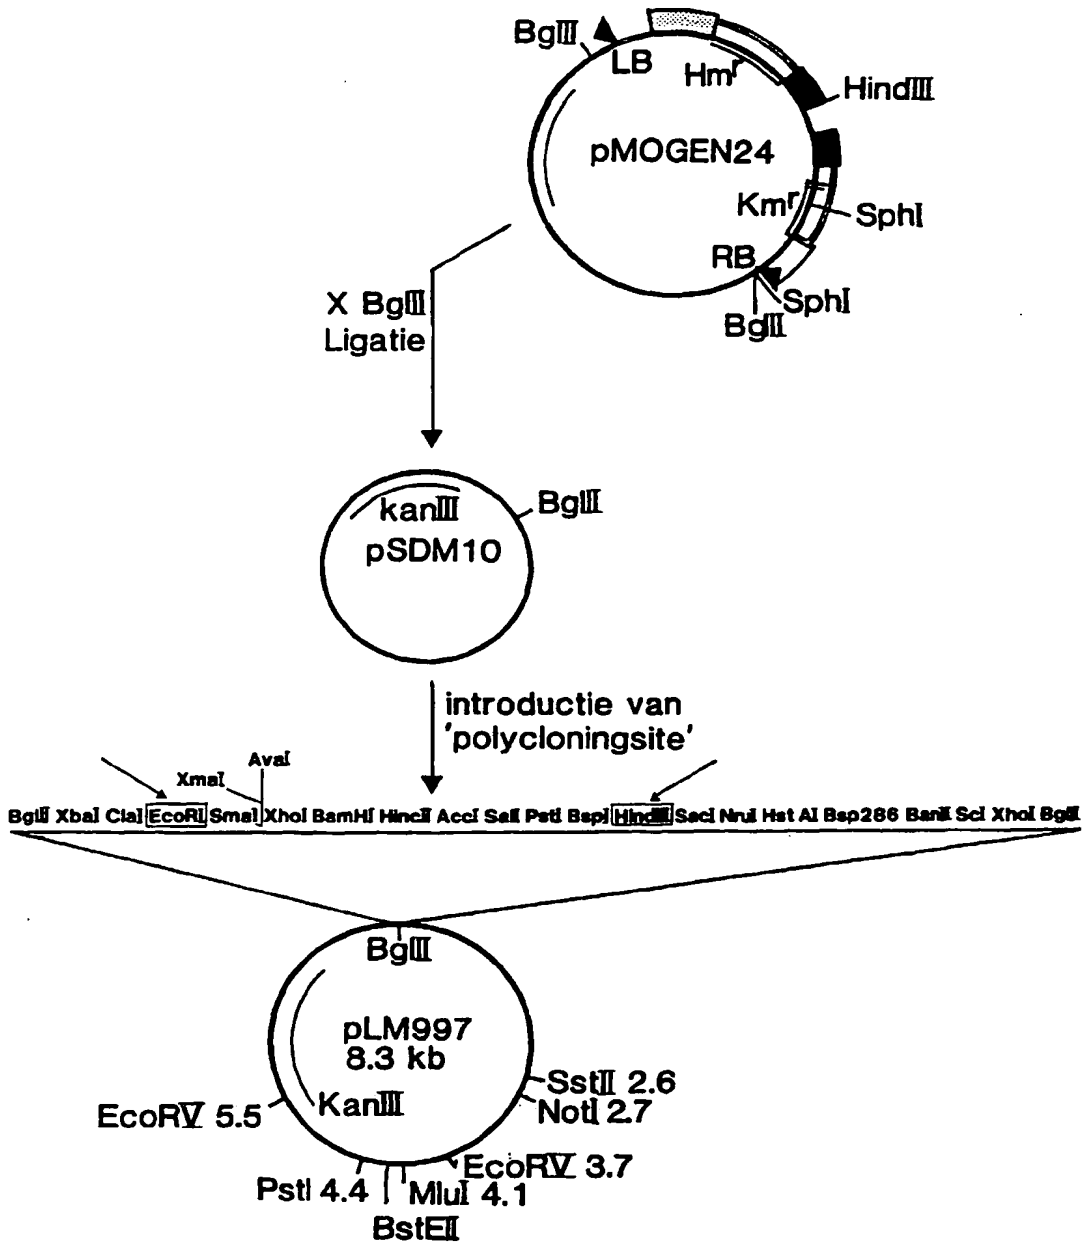 BglII
LB
Hmr
HindIII
pMOGEN24
Kmr
SphI
RB
SphI
BglII
X BglII
Ligatie
kanIII
BglII
pSDM10
introductie van
'polycloningsite'
AvaI
XmaI
BglII XbaI ClaI EcoRI SmaI XhoI BamHI HincII AccI SalI PstI BspI HindIII SacI NruI Hst AI Bsp286 BanII ScI XhoI BglII
BglII
pLM997
8.3 kb
KanIII
SstII 2.6
NotI 2.7
EcoRV 5.5
EcoRV 3.7
PstI 4.4
MluI 4.1
BstEII